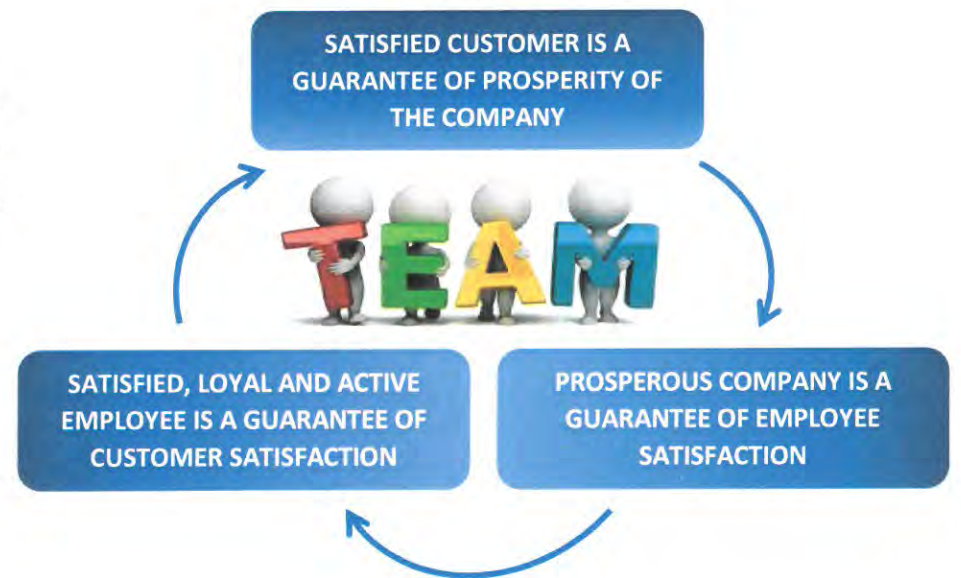 SATISFIED CUSTOMER IS A
GUARANTEE OF PROSPERITY OF
THE COMPANY
TEAM
SATISFIED, LOYAL AND ACTIVE
EMPLOYEE IS A GUARANTEE OF
CUSTOMER SATISFACTION
PROSPEROUS COMPANY IS A
GUARANTEE OF EMPLOYEE
SATISFACTION